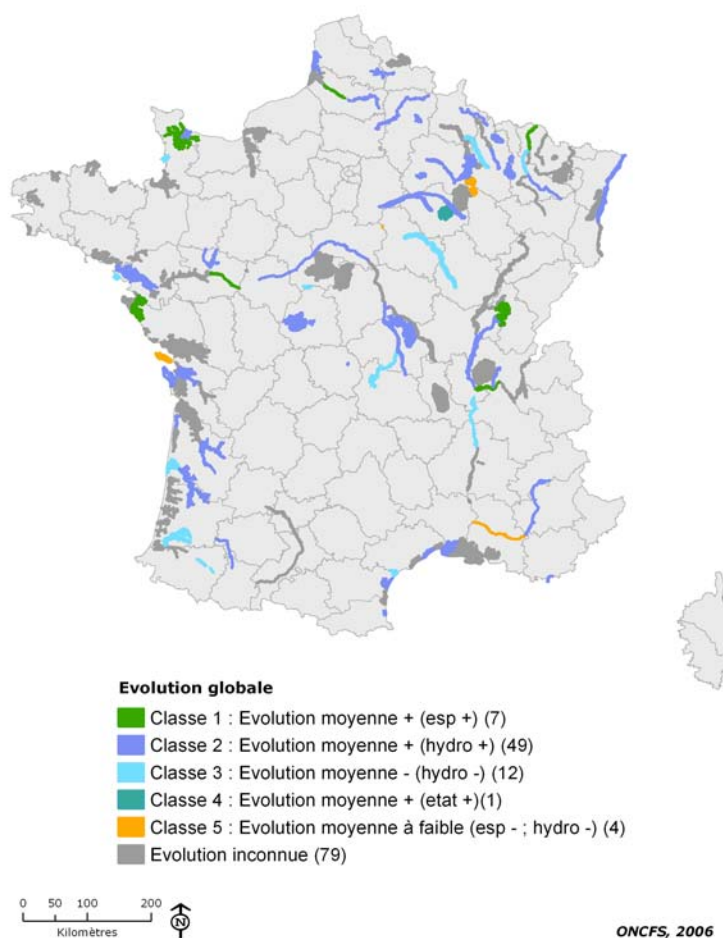 Evolution globale
Classe 1 : Evolution moyenne + (esp +) (7)
Classe 2 : Evolution moyenne + (hydro +) (49)
Classe 3 : Evolution moyenne - (hydro -) (12)
Classe 4 : Evolution moyenne + (etat +)(1)
Classe 5 : Evolution moyenne à faible (esp - ; hydro -) (4)
Evolution inconnue (79)
0 50 100 200
Kilomètres
N
ONCFS, 2006